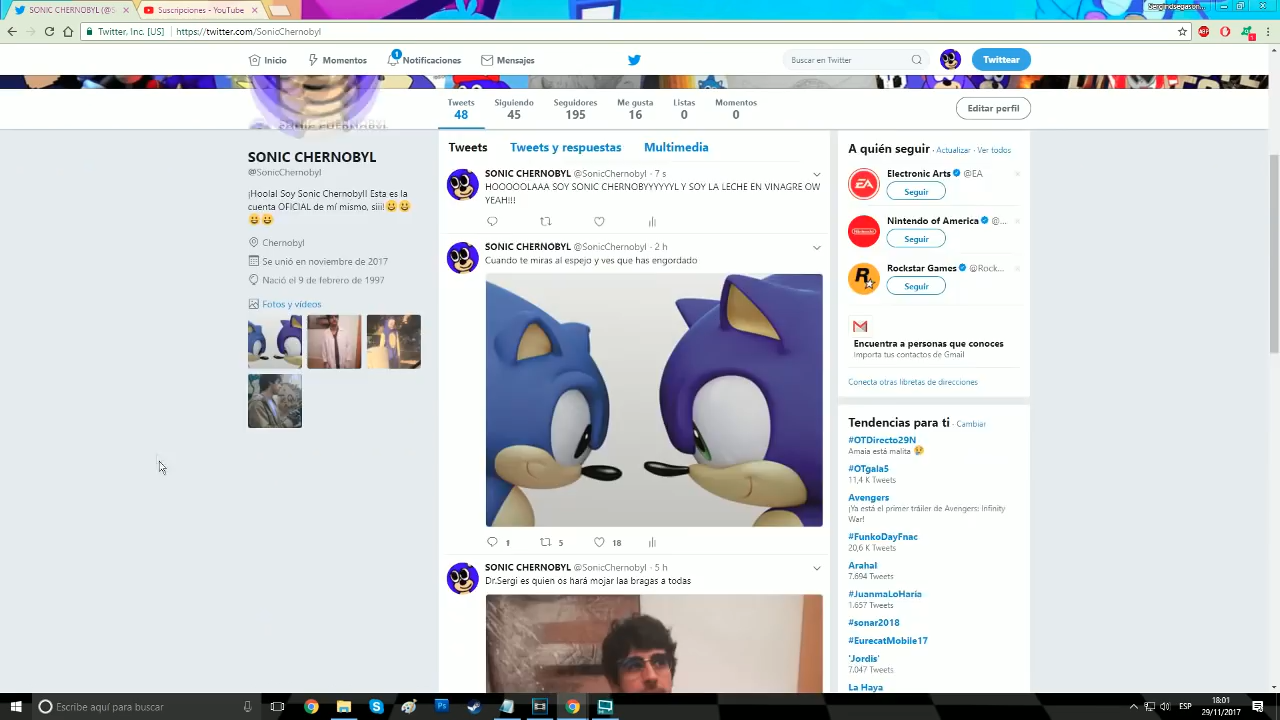 SONIC CHERNOBYL (@S
Suscripciones - YouTube
Twitter, Inc. [US]
https://twitter.com/SonicChernobyl
Inicio
Momentos
1
Notificaciones
Mensajes
Buscar en Twitter
Twittear
Tweets
48
Siguiendo
45
Seguidores
195
Me gusta
16
Listas
0
Momentos
0
Editar perfil
SONIC CHERNOBYL
@SonicChernobyl
¡Hoola! Soy Sonic Chernobyl! Esta es la
cuenta OFICIAL de mí mismo, siii!
Chernobyl
Se unió en noviembre de 2017
Nació el 9 de febrero de 1997
Fotos y vídeos
Tweets
Tweets y respuestas
Multimedia
SONIC CHERNOBYL @SonicChernobyl · 7 s
HOOOOOLAAA SOY SONIC CHERNOBYYYYYL Y SOY LA LECHE EN VINAGRE OW
YEAH!!!
SONIC CHERNOBYL @SonicChernobyl · 2 h
Cuando te miras al espejo y ves que has engordado
1
5
18
SONIC CHERNOBYL @SonicChernobyl · 5 h
Dr.Sergi es quien os hará mojar laa bragas a todas
A quién seguir · Actualizar · Ver todos
Electronic Arts @EA
EA
Seguir
Nintendo of America @...
Nintendo
Seguir
Rockstar Games @Rock...
R
Seguir
Encuentra a personas que conoces
Importa tus contactos de Gmail
Conecta otras libretas de direcciones
Tendencias para ti · Cambiar
#OTDirecto29N
Amaia está malita
#OTgala5
11,4 K Tweets
Avengers
¡Ya está el primer tráiler de Avengers: Infinity
War!
#FunkoDayFnac
20,6 K Tweets
Arahal
7.694 Tweets
#JuanmaLoHaría
1.657 Tweets
#sonar2018
#EurecatMobile17
'Jordis'
7.047 Tweets
La Haya
Escribe aquí para buscar
ESP
18:01
29/11/2017